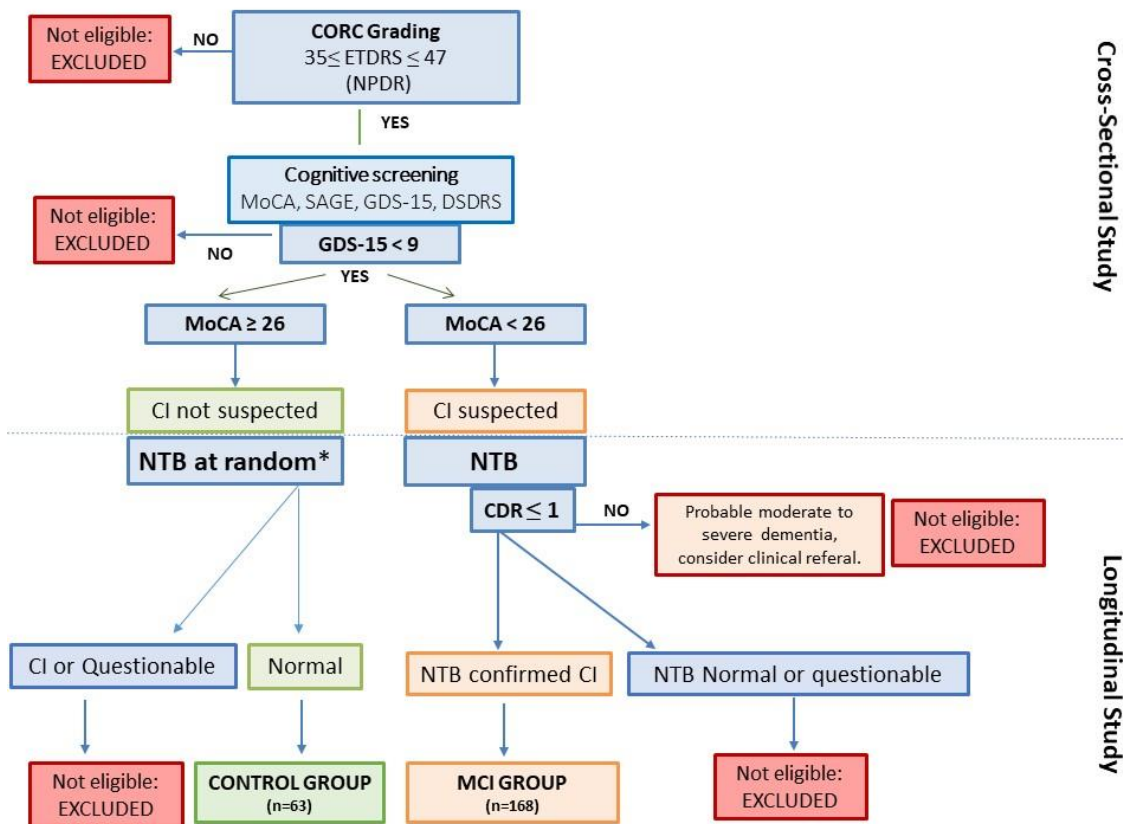 Not eligible:
EXCLUDED
NO
CORC Grading
35≤ ETDRS ≤ 47
(NPDR)
YES
Cross-Sectional Study
Cognitive screening
MoCA, SAGE, GDS-15, DSDRS
Not eligible:
EXCLUDED
NO
GDS-15 < 9
YES
MoCA ≥ 26
MoCA < 26
CI not suspected
CI suspected
NTB at random*
NTB
CDR ≤ 1
NO
Probable moderate to
severe dementia,
consider clinical referal.
Not eligible:
EXCLUDED
Longitudinal Study
CI or Questionable
Normal
NTB confirmed CI
NTB Normal or questionable
Not eligible:
EXCLUDED
CONTROL GROUP
(n=63)
MCI GROUP
(n=168)
Not eligible:
EXCLUDED